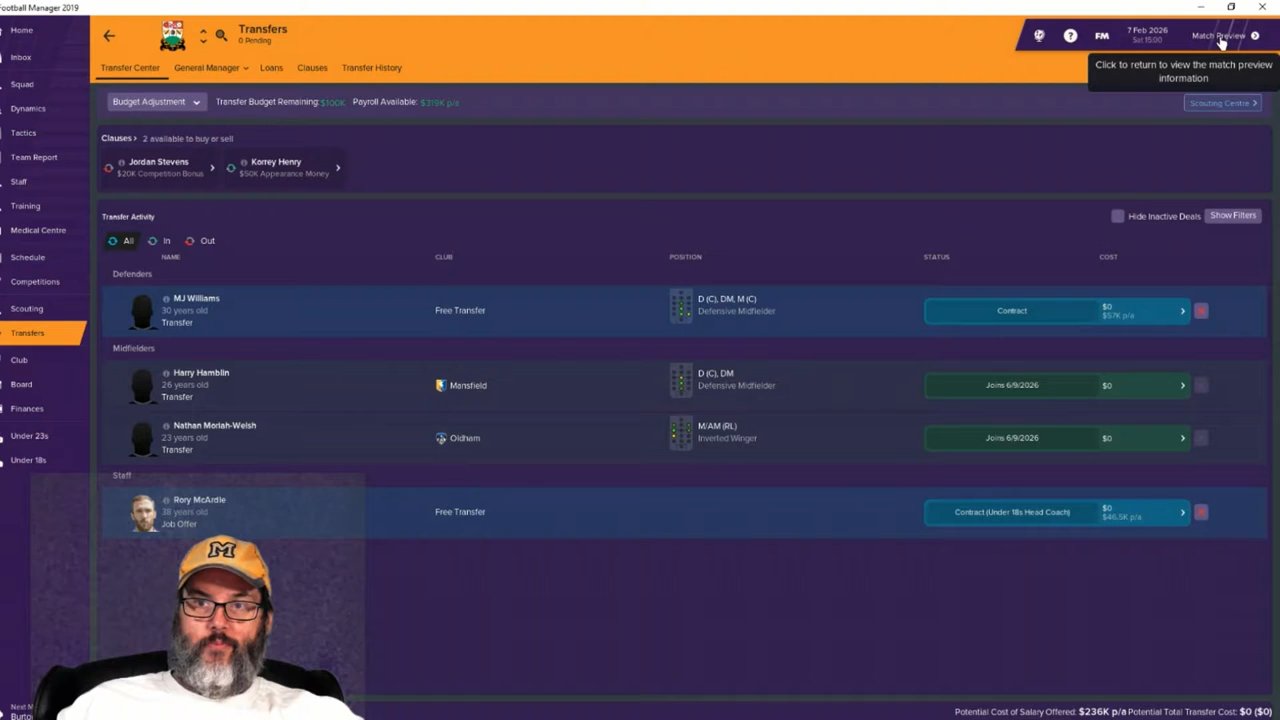 Football Manager 2019
Home
Inbox
Squad
Dynamics
Tactics
Team Report
Staff
Training
Medical Centre
Schedule
Competitions
Scouting
Transfers
Club
Board
Finances
Under 23s
Under 18s
Transfers
0 Pending
FM
7 Feb 2026
Sat 15:00
Match Preview
Click to return to view the match preview
information
Transfer Center
General Manager
Loans
Clauses
Transfer History
Budget Adjustment
Transfer Budget Remaining: $100K
Payroll Available: $319K p/a
Scouting Centre >
Clauses > 2 available to buy or sell
Jordan Stevens
$20K Competition Bonus
Korrey Henry
$50K Appearance Money
Transfer Activity
Hide Inactive Deals
Show Filters
All
In
Out
NAME CLUB POSITION STATUS COST
Defenders
MJ Williams
30 years old
Transfer
Free Transfer
D (C), DM, M (C)
Defensive Midfielder
Contract
$0
$57K p/a
Midfielders
Harry Hamblin
26 years old
Transfer
Mansfield
D (C), DM
Defensive Midfielder
Joins 6/9/2026
$0
Nathan Moriah-Welsh
23 years old
Transfer
Oldham
M/AM (RL)
Inverted Winger
Joins 6/9/2026
$0
Staff
Rory McArdle
38 years old
Job Offer
Free Transfer
Contract (Under 18s Head Coach)
$0
$46.5K p/a
M
Next M
Burto
Potential Cost of Salary Offered: $236K p/a Potential Total Transfer Cost: $0 ($0)